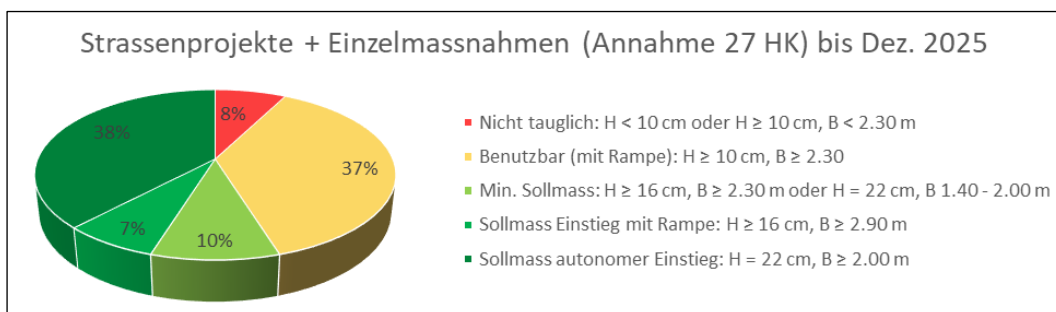 Strassenprojekte + Einzelmassnahmen (Annahme 27 HK) bis Dez. 2025
8%
38%
37%
7%
10%
Nicht tauglich: H < 10 cm oder H ≥ 10 cm, B < 2.30 m
Benutzbar (mit Rampe): H ≥ 10 cm, B ≥ 2.30
Min. Sollmass: H ≥ 16 cm, B ≥ 2.30 m oder H = 22 cm, B 1.40 - 2.00 m
Sollmass Einstieg mit Rampe: H ≥ 16 cm, B ≥ 2.90 m
Sollmass autonomer Einstieg: H = 22 cm, B ≥ 2.00 m